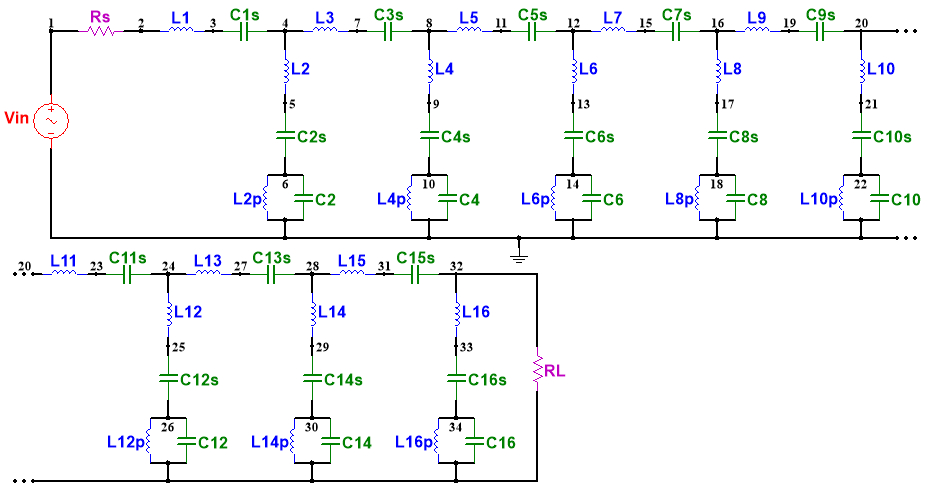 1 Rs 2 L1 3 C1s 4 L3 7 C3s 8 L5 11 C5s 12 L7 15 C7s 16 L9 19 C9s 20
L2 L4 L6 L8 L10
5 9 13 17 21
Vin
C2s C4s C6s C8s C10s
6 10 14 18 22
L2p C2 L4p C4 L6p C6 L8p C8 L10p C10
20 L11 23 C11s 24 L13 27 C13s 28 L15 31 C15s 32
L12 L14 L16
25 29 33
RL
C12s C14s C16s
26 30 34
L12p C12 L14p C14 L16p C16